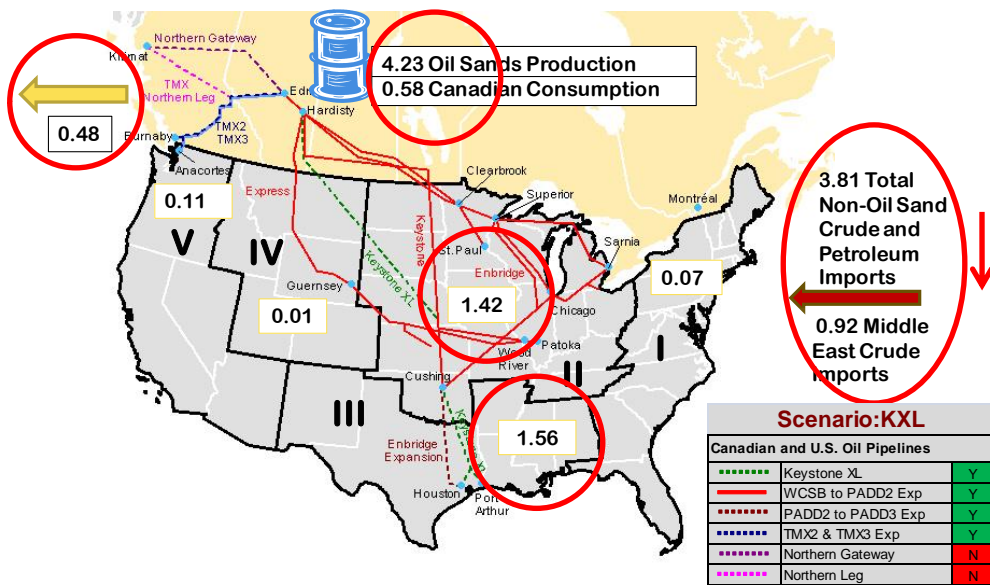 Northern Gateway
Kitimat
4.23 Oil Sands Production
0.58 Canadian Consumption
TMX
Northern Leg
Hardisty
0.48
TMX2
TMX3
Burnaby
Anacortes
Clearbrook
Superior
Montréal
3.81 Total
Non-Oil Sand
Crude and
Petroleum
Imports
0.11
Express
Keystone
Sarnia
V
IV
St. Paul
Keystone XL
Enbridge
0.07
Guernsey
1.42
Chicago
0.01
0.92 Middle
East Crude
Imports
Wood
River
Patoka
I
II
Cushing
III
Keystone XL
1.56
Enbridge
Expansion
Houston
Port
Arthur
Scenario:KXL
Canadian and U.S. Oil Pipelines
Keystone XL Y
WCSB to PADD2 Exp Y
PADD2 to PADD3 Exp Y
TMX2 & TMX3 Exp Y
Northern Gateway N
Northern Leg N